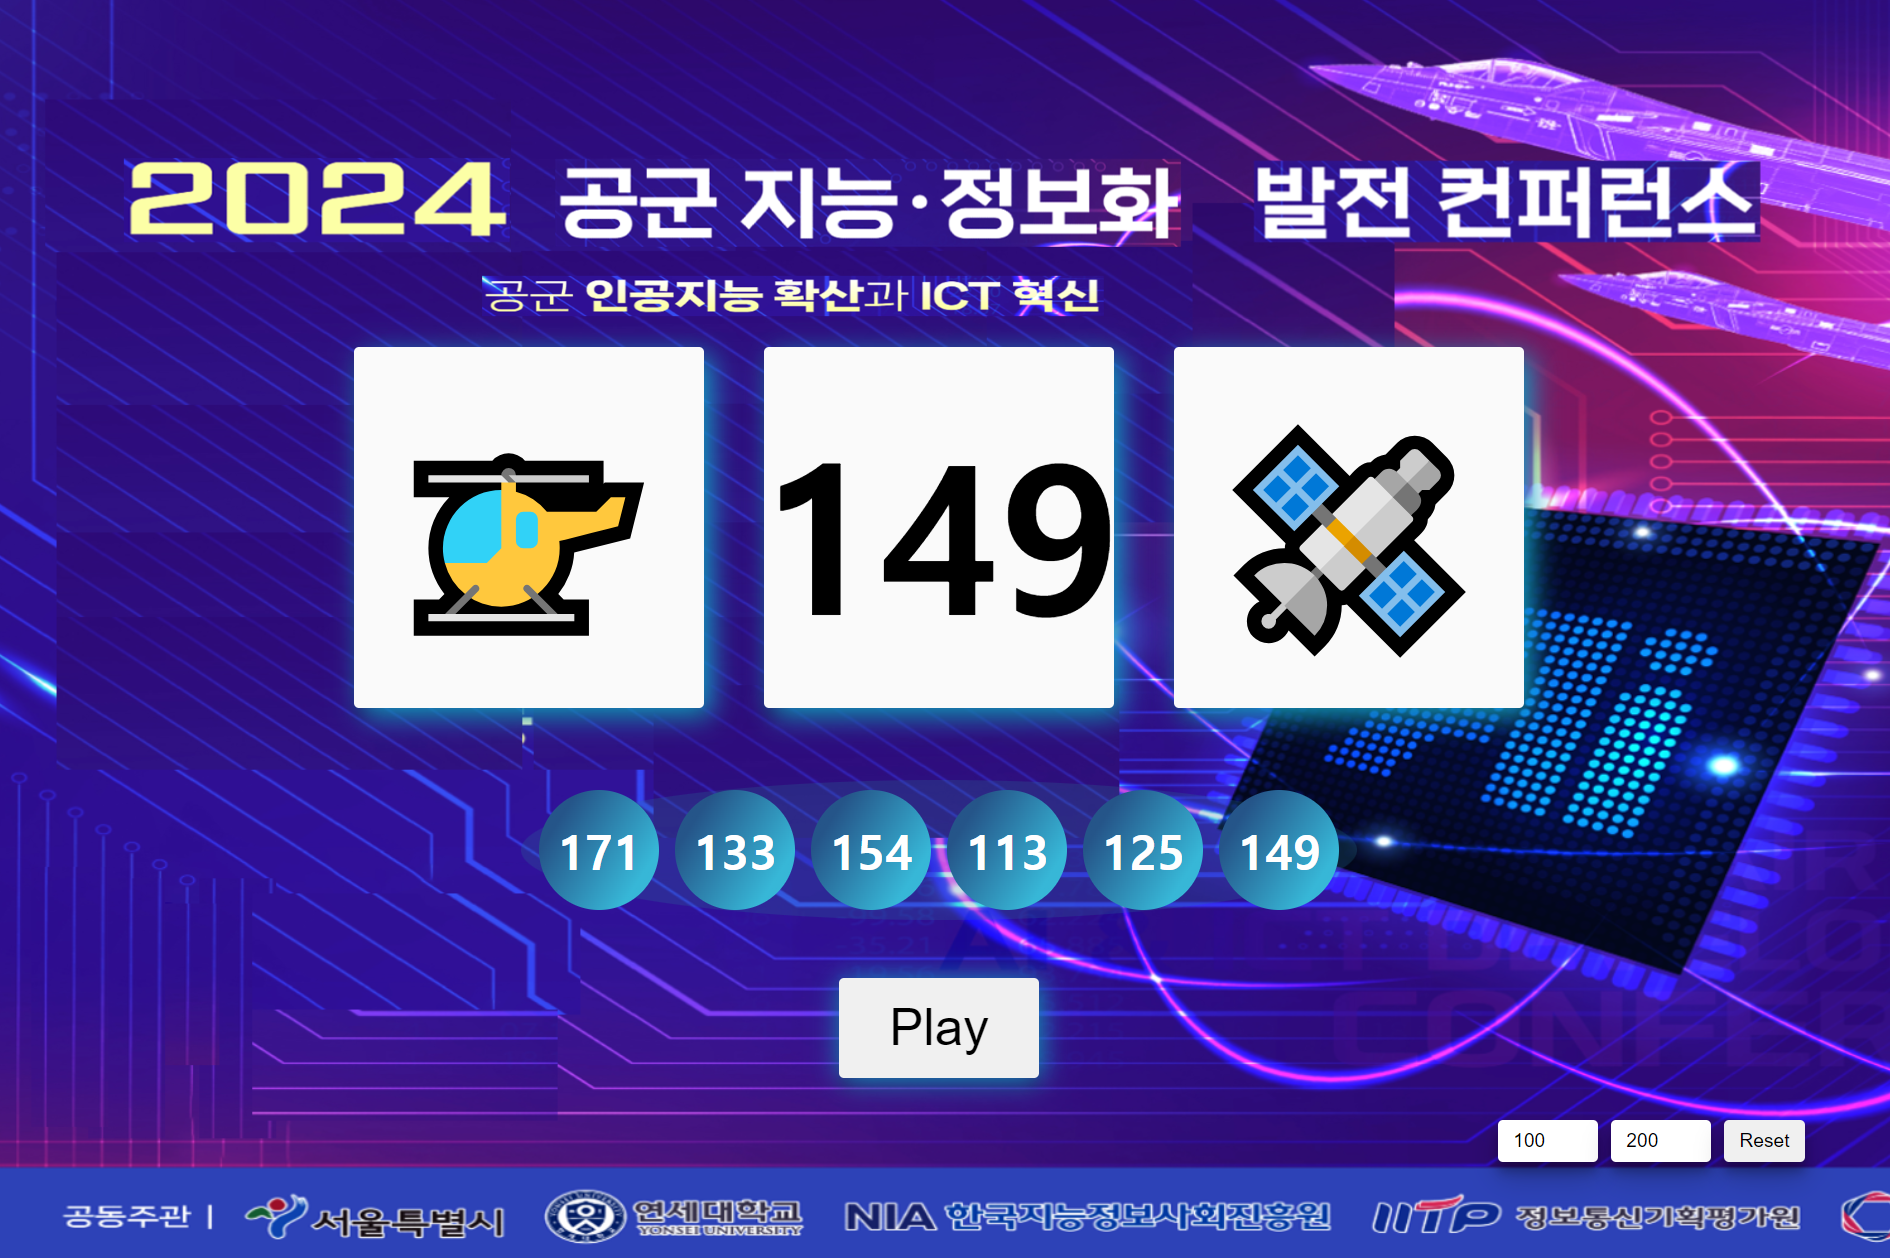 2024 공군 지능·정보화 발전 컨퍼런스
공군 인공지능 확산과 ICT 혁신
149
171 133 154 113 125 149
Play
CONFER
100 200 Reset
공동주관 | 서울특별시 연세대학교 YONSEI UNIVERSITY NIA 한국지능정보사회진흥원 IITP 정보통신기획평가원